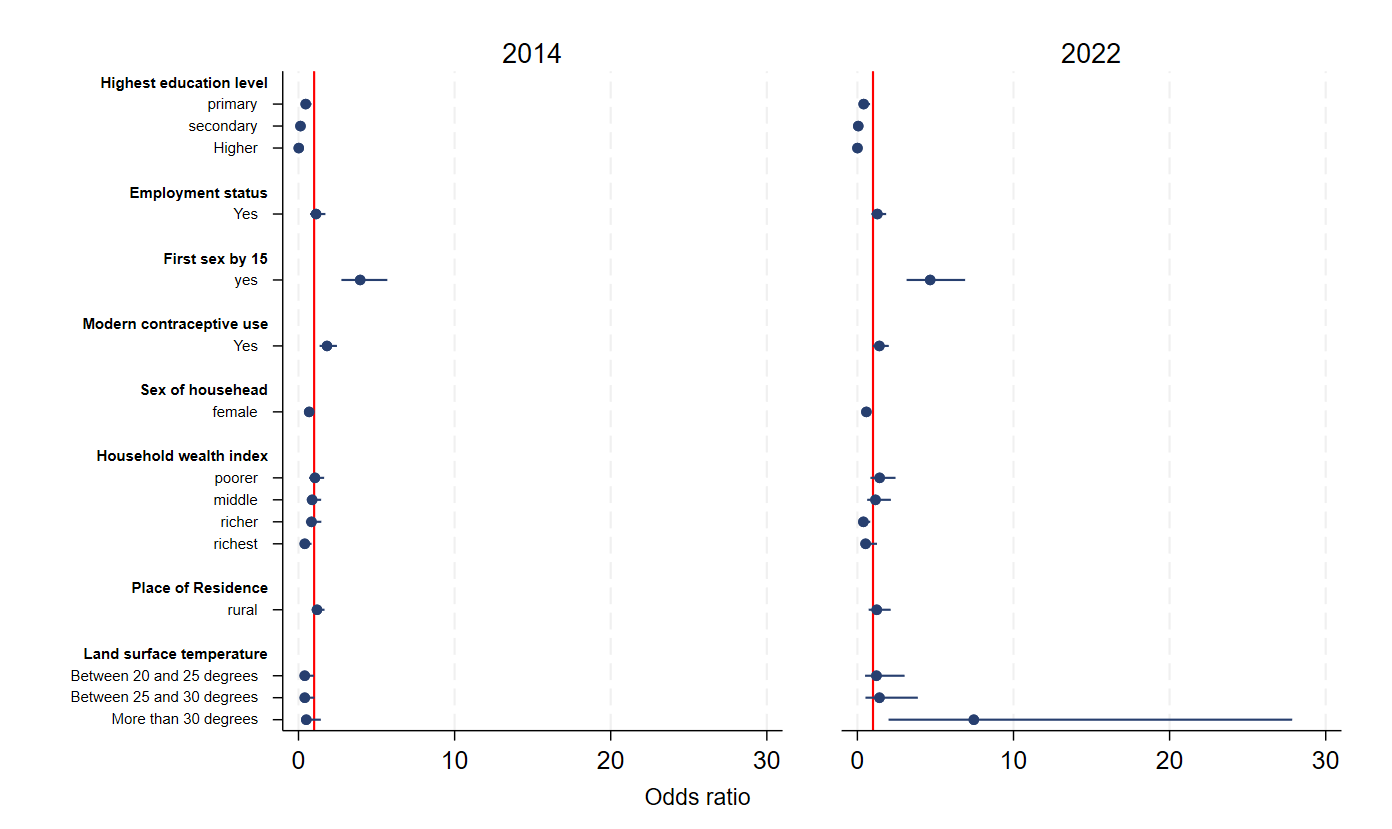 2014
2022
Highest education level
primary
secondary
Higher
Employment status
Yes
First sex by 15
yes
Modern contraceptive use
Yes
Sex of househead
female
Household wealth index
poorer
middle
richer
richest
Place of Residence
rural
Land surface temperature
Between 20 and 25 degrees
Between 25 and 30 degrees
More than 30 degrees
0 10 20 30
0 10 20 30
Odds ratio